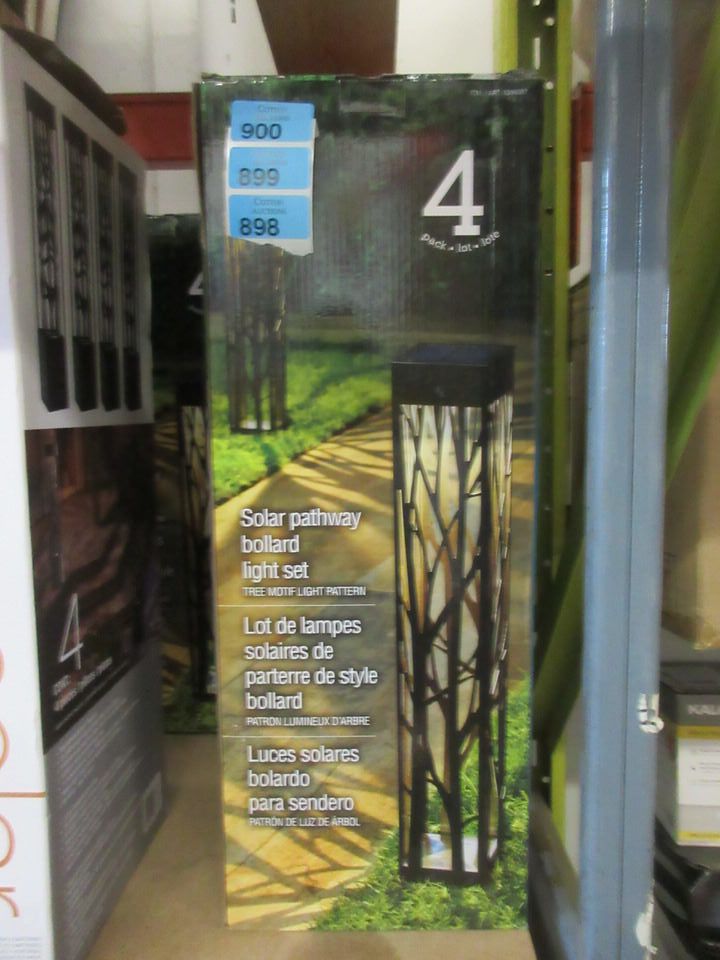 900
899
898
AUCTIONS
4
pack • lot • lote
Solar pathway
bollard
light set
TREE MOTIF LIGHT PATTERN
Lot de lampes
solaires de
parterre de style
bollard
PATRON LUMINEUX D'ARBRE
Luces solares
bolardo
para sendero
PATRÓN DE LUZ DE ÁRBOL
4